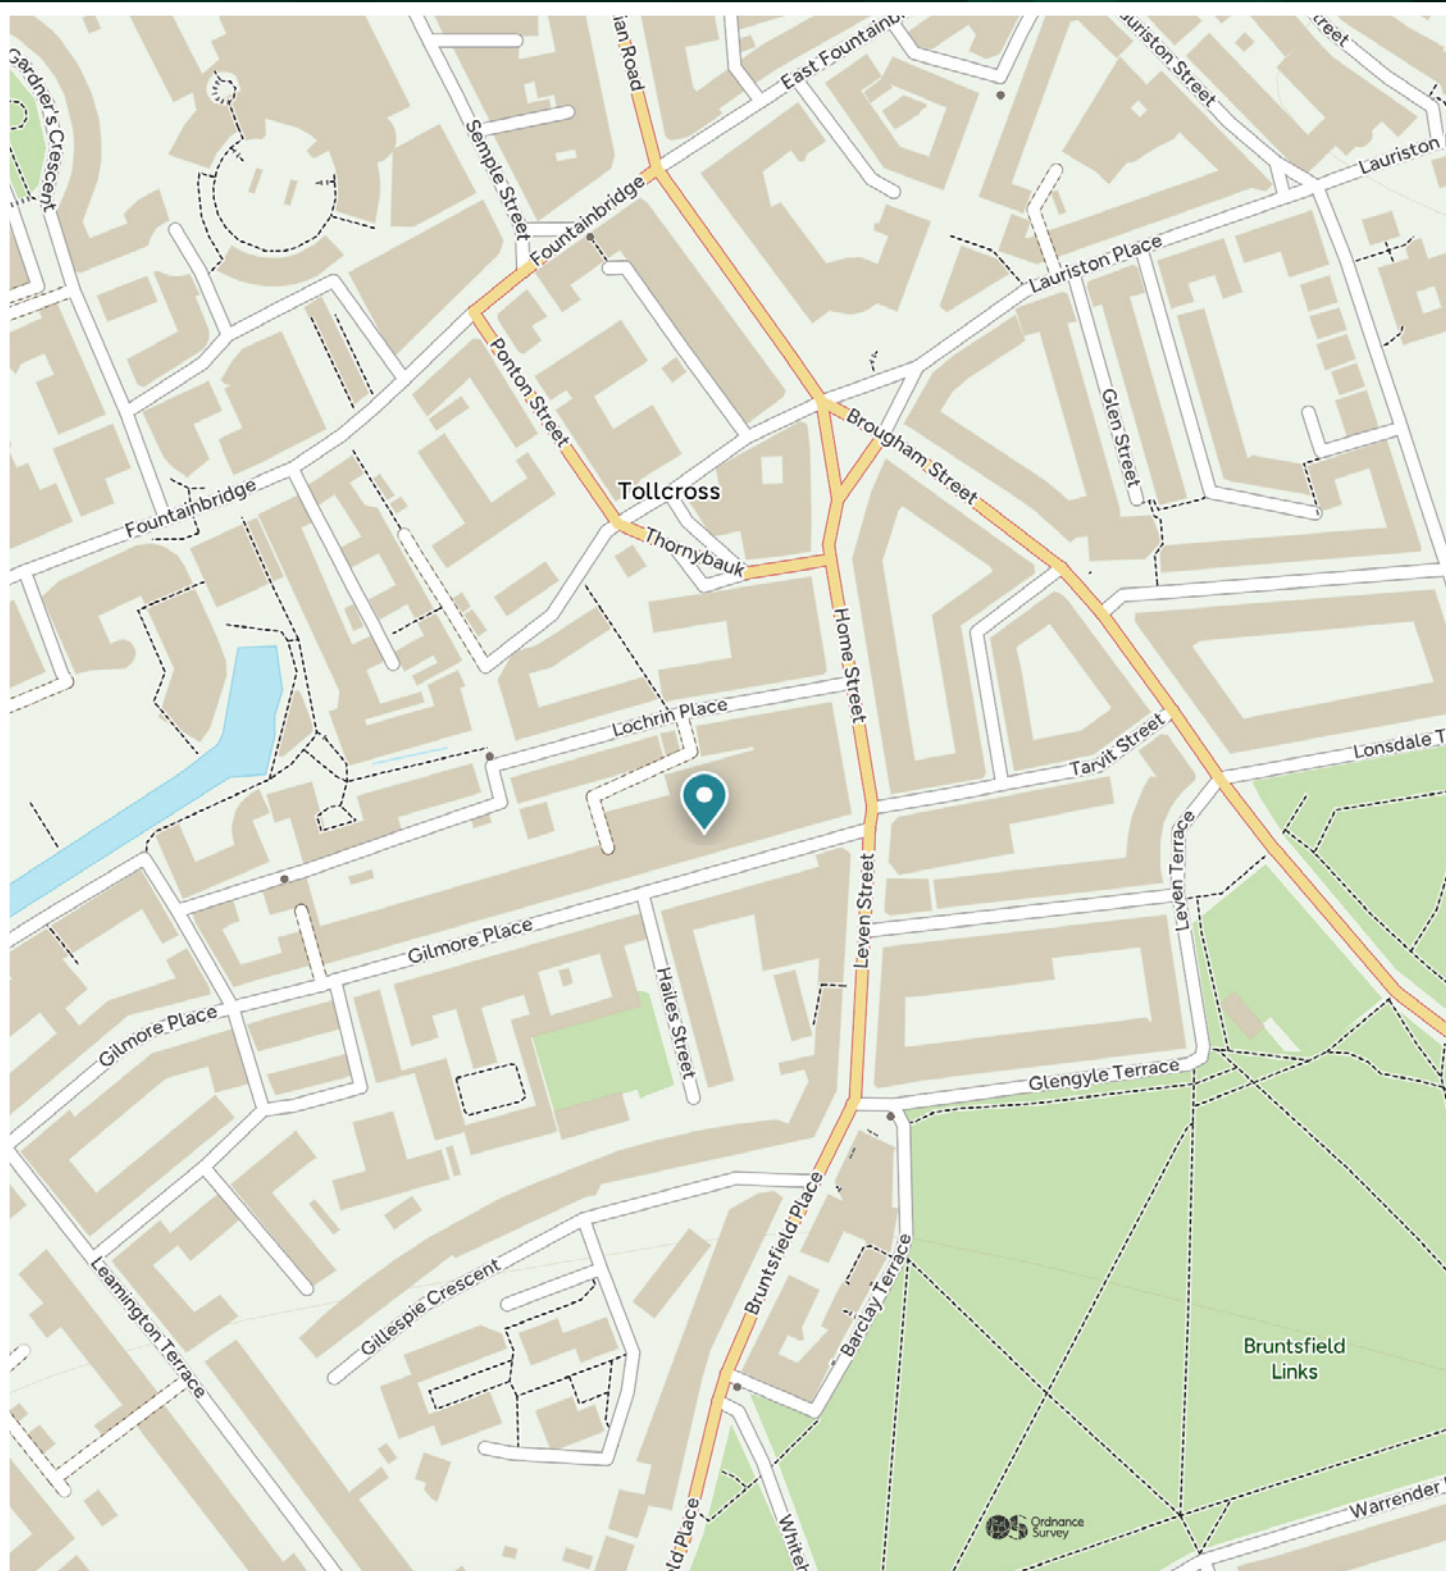 Gardner's Crescent
ian Road
East Fountainb
auriston Street
treet
Semple Street
Lauriston
Fountainbridge
Lauriston Place
Ponton Street
Glen Street
Brougham Street
Tollcross
Fountainbridge
Thornybauk
Home Street
Lochrin Place
Tarvit Street
Lonsdale T
Leven Terrace
Leven Street
Gilmore Place
Hailes Street
Gilmore Place
Glengyle Terrace
Bruntsfield Place
Gillespie Crescent
Barclay Terrace
Leamington Terrace
Bruntsfield
Links
ld Place
Whiteh
Ordnance
Survey
Warrender